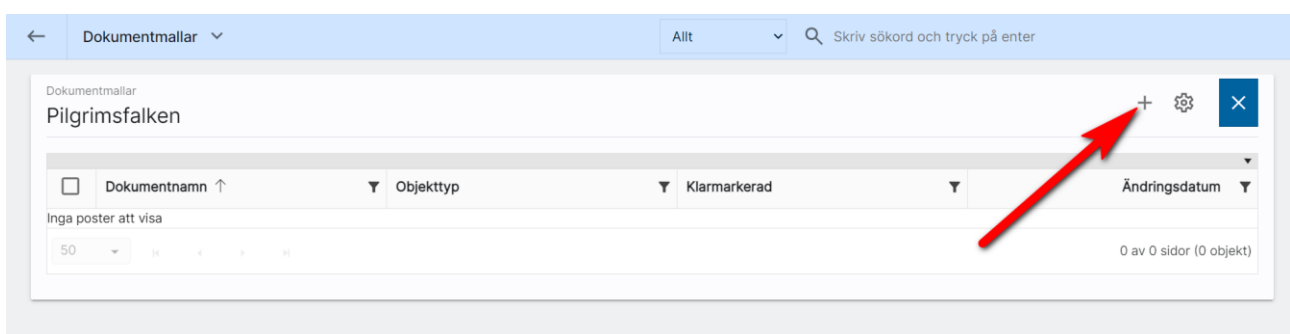 Dokumentmallar Allt Skriv sökord och tryck på enter
Dokumentmallar
Pilgrimsfalken
Dokumentnamn Objekttyp Klarmarkerad Ändringsdatum
Inga poster att visa
50 0 av 0 sidor (0 objekt)